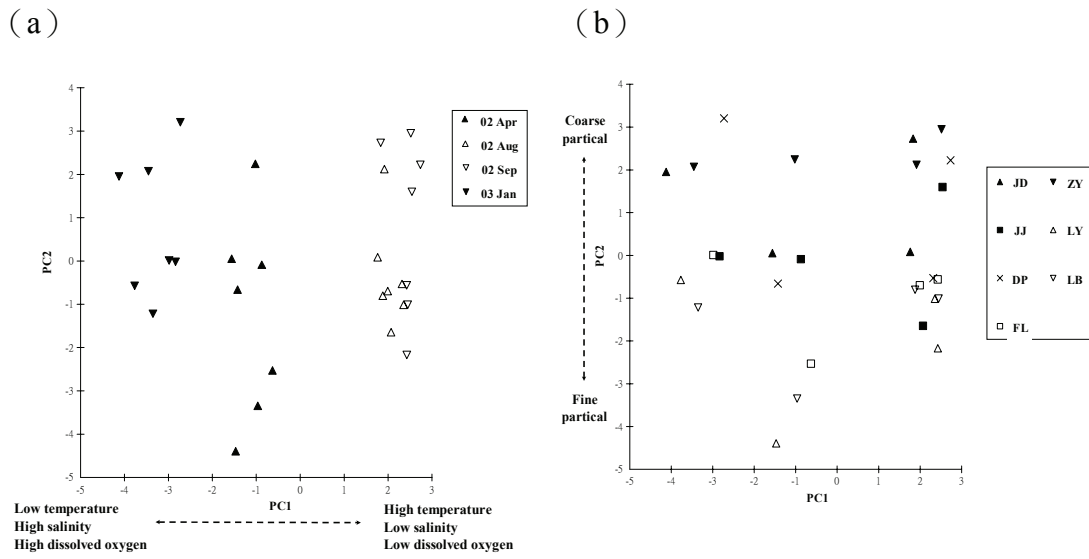 (a)
4
3
2
1
0
-1
-2
-3
-4
-5
PC2
-5 -4 -3 -2 -1 0 1 2 3
PC1
02 Apr
02 Aug
02 Sep
03 Jan
Low temperature
High salinity
High dissolved oxygen
High temperature
Low salinity
Low dissolved oxygen
(b)
Coarse
partical
Fine
partical
4
3
2
1
0
-1
-2
-3
-4
-5
PC2
-5 -4 -3 -2 -1 0 1 2 3
PC1
JD ZY
JJ LY
DP LB
FL